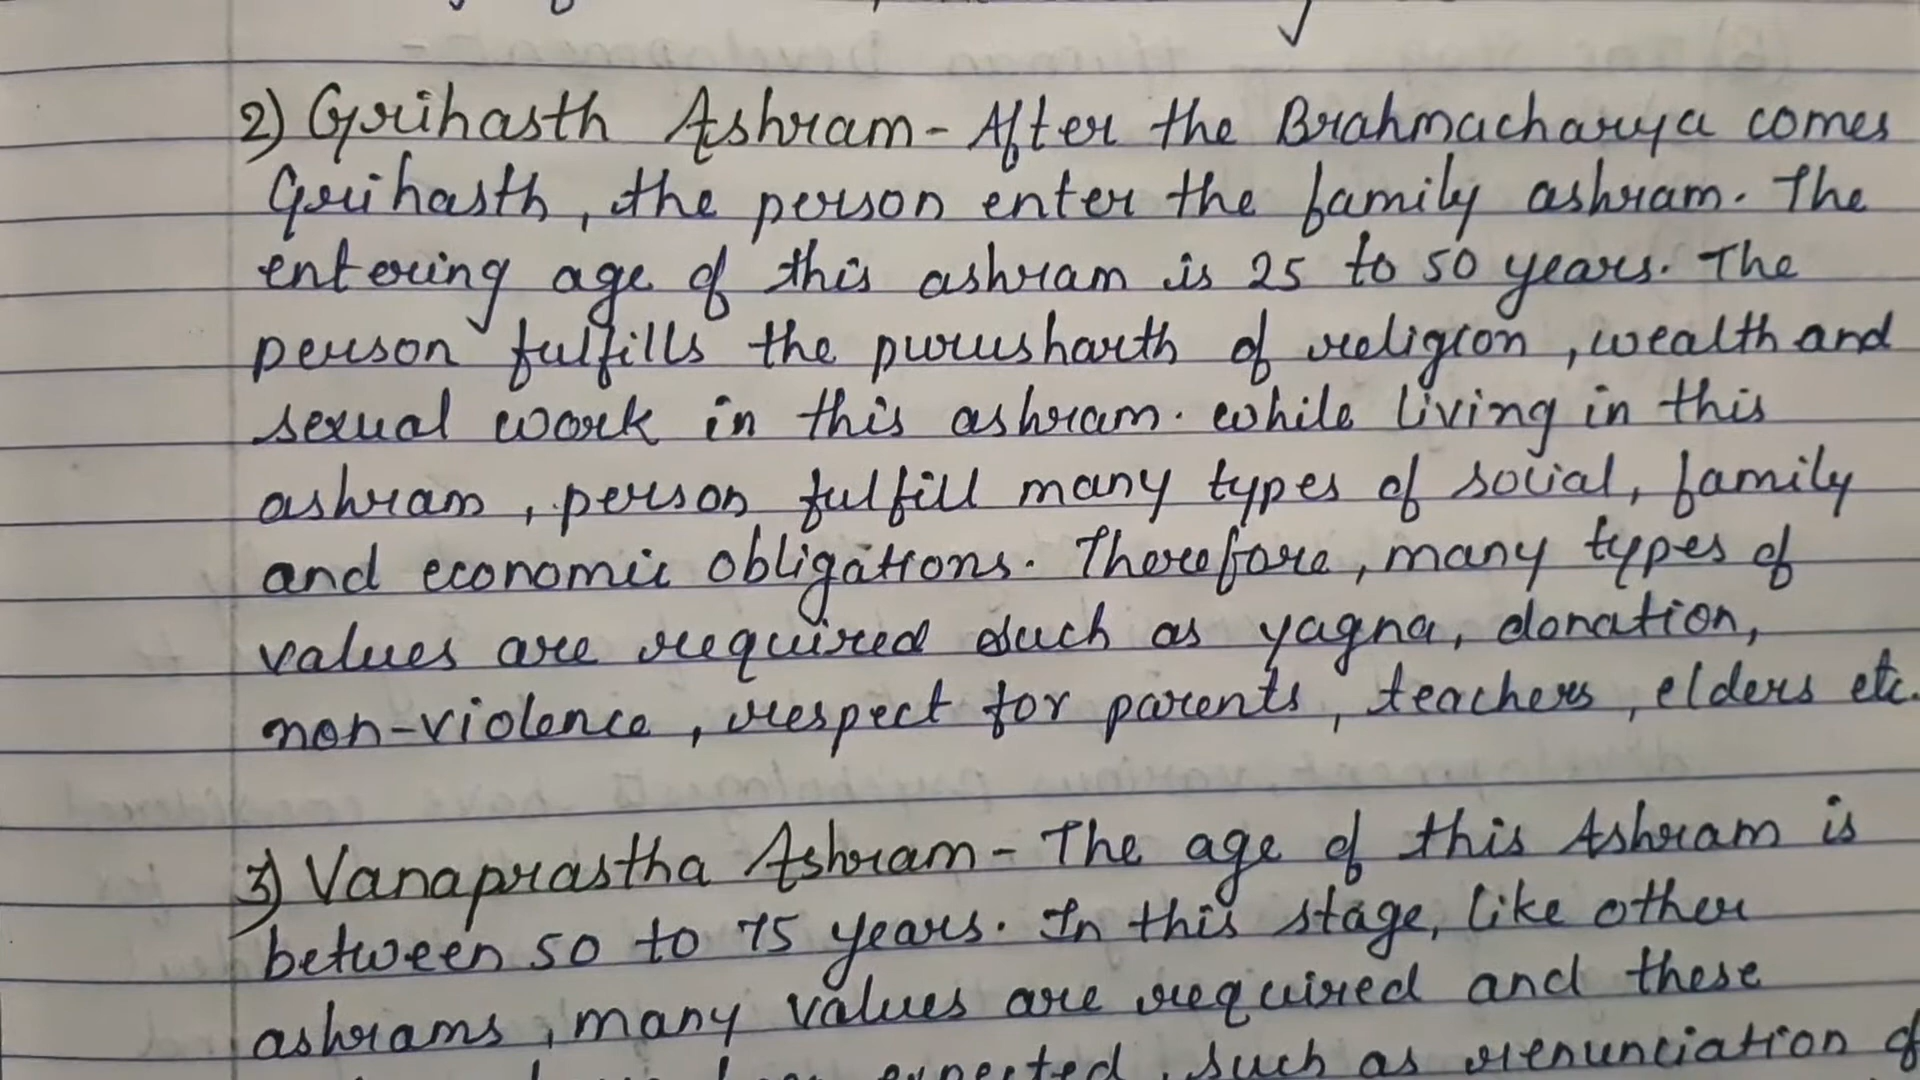 2) Grihasth Ashram - After the Brahmacharya comes
Grihasth, the person enter the family ashram. The
entering age of this ashram is 25 to 50 years. The
person fulfills the purusharth of religion, wealth and
sexual work in this ashram. while living in this
ashram, person fulfill many types of social, family
and economic obligations. Therefore, many types of
values are required such as yagna, donation,
non-violence, respect for parents, teachers, elders etc.
3) Vanaprastha Ashram - The age of this Ashram is
between 50 to 75 years. In this stage, like other
ashrams, many values are required and these
expected, such as renunciation of